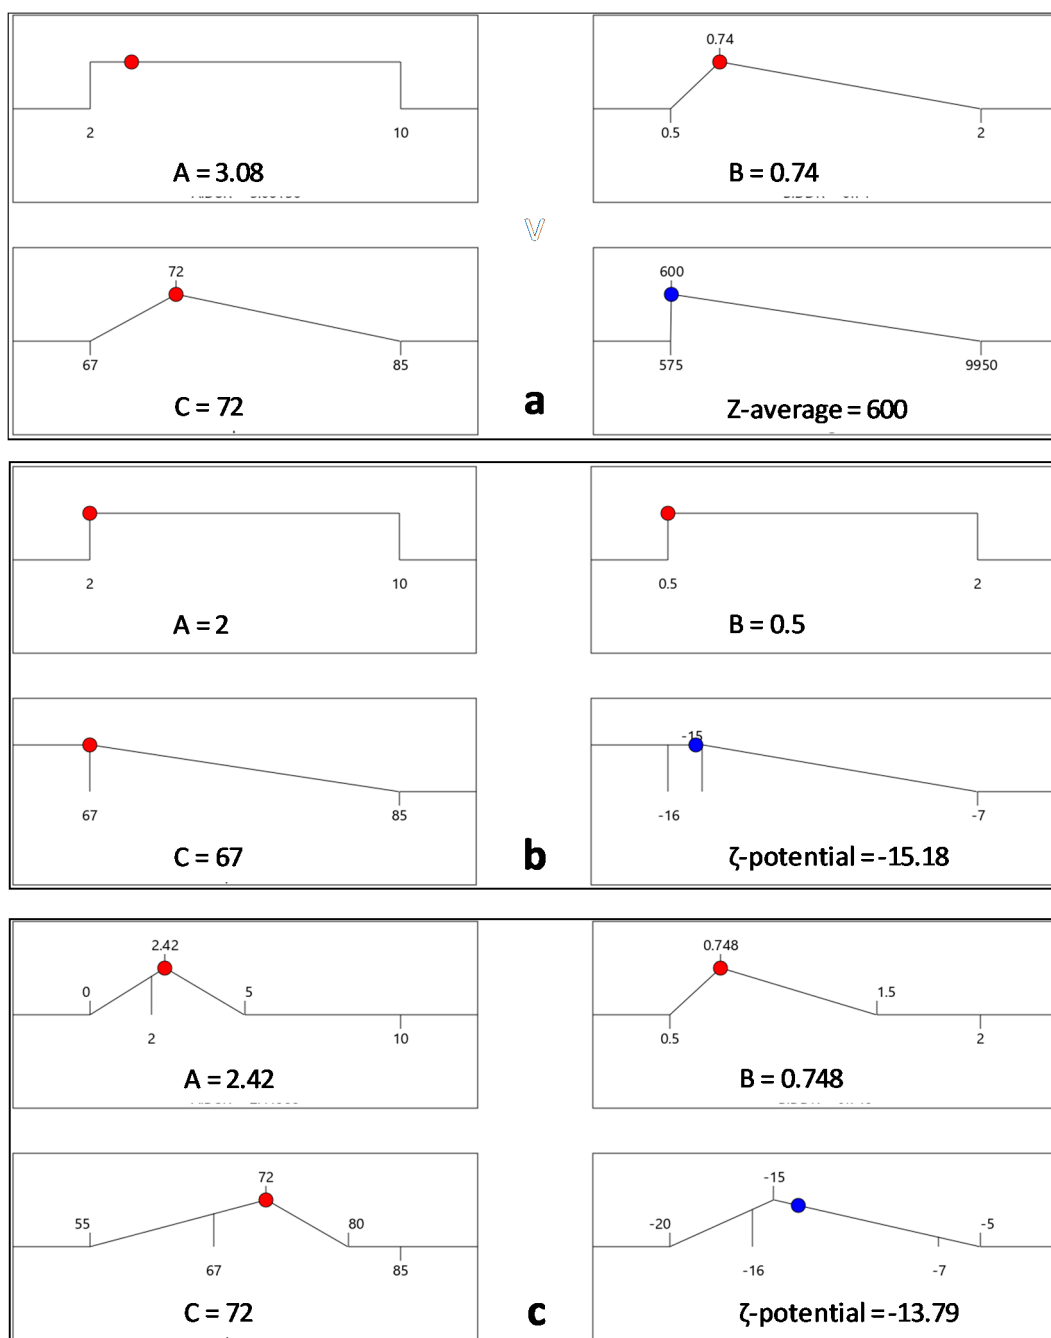 0.74
2 10 0.5 2
A = 3.08 B = 0.74
V
72 600
67 85 575 9950
C = 72 a Z-average = 600
2 10 0.5 2
A = 2 B = 0.5
-15
67 85 -16 -7
C = 67 b ζ-potential = -15.18
2.42 0.748
0 5 1.5
2 10 0.5 2
A = 2.42 B = 0.748
72 -15
55 80 -20 -5
67 85 -16 -7
C = 72 c ζ-potential = -13.79